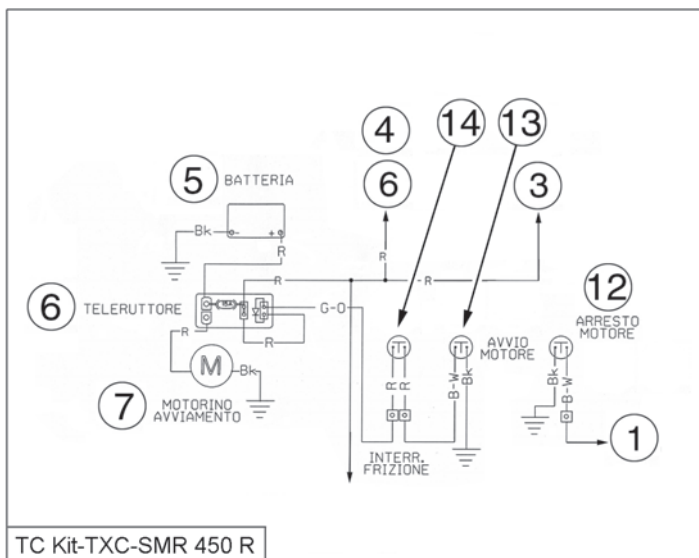 4
14
13
5 BATTERIA
6
3
Bk
- +
R
R
R
R
6 TELERUTTORE
15A
G-O
12
ARRESTO
MOTORE
R
R
AVVIO
MOTORE
M
Bk
7 MOTORINO
AVVIAMENTO
R
R
B-W
Bk
Bk
B-W
INTERR.
FRIZIONE
1
TC Kit-TXC-SMR 450 R